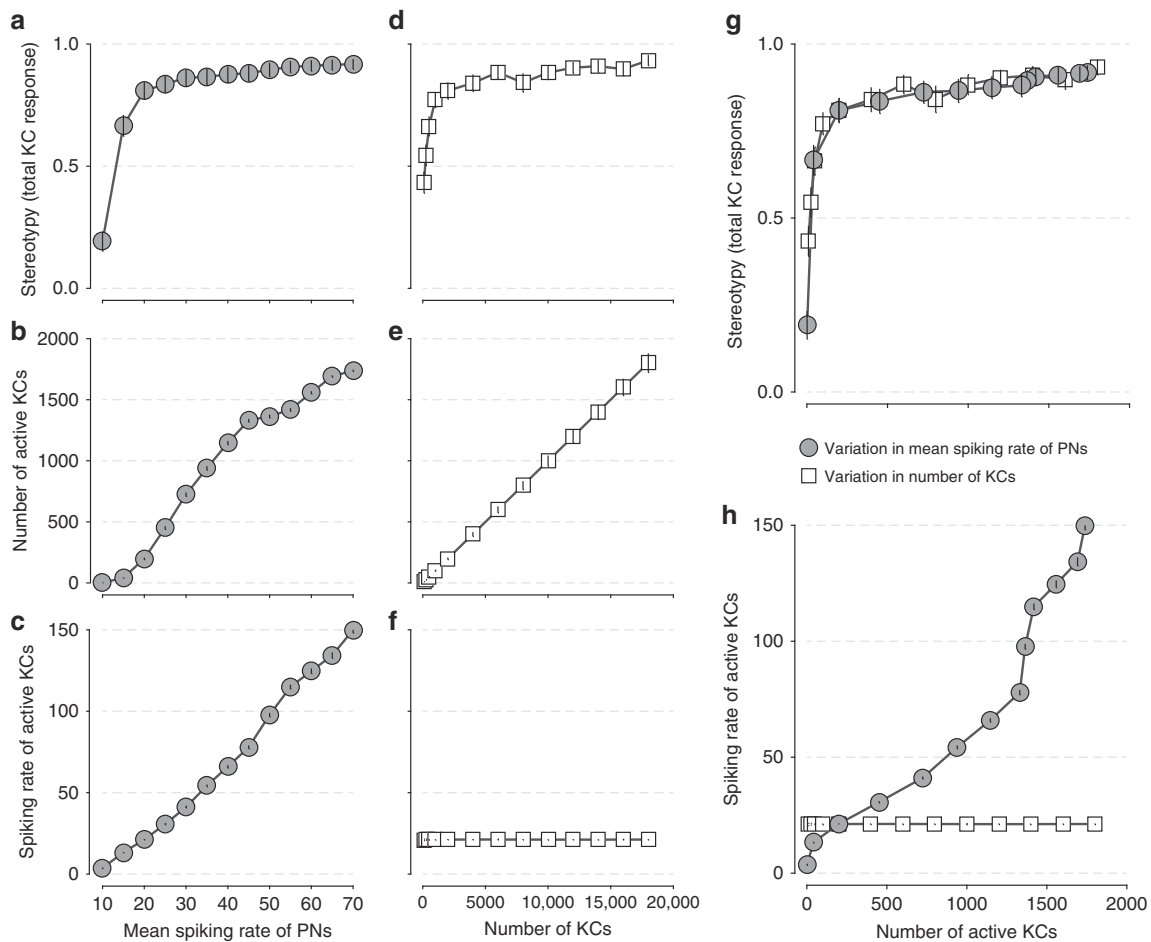 a
Stereotypy (total KC response)
1.0
0.5
0.0
d
g
Stereotypy (total KC response)
1.0
0.5
0.0
b
Number of active KCs
2000
1500
1000
500
0
e
Variation in mean spiking rate of PNs
Variation in number of KCs
c
Spiking rate of active KCs
150
100
50
0
10 20 30 40 50 60 70
Mean spiking rate of PNs
f
0 5000 10,000 15,000 20,000
Number of KCs
h
Spiking rate of active KCs
150
100
50
0
0 500 1000 1500 2000
Number of active KCs